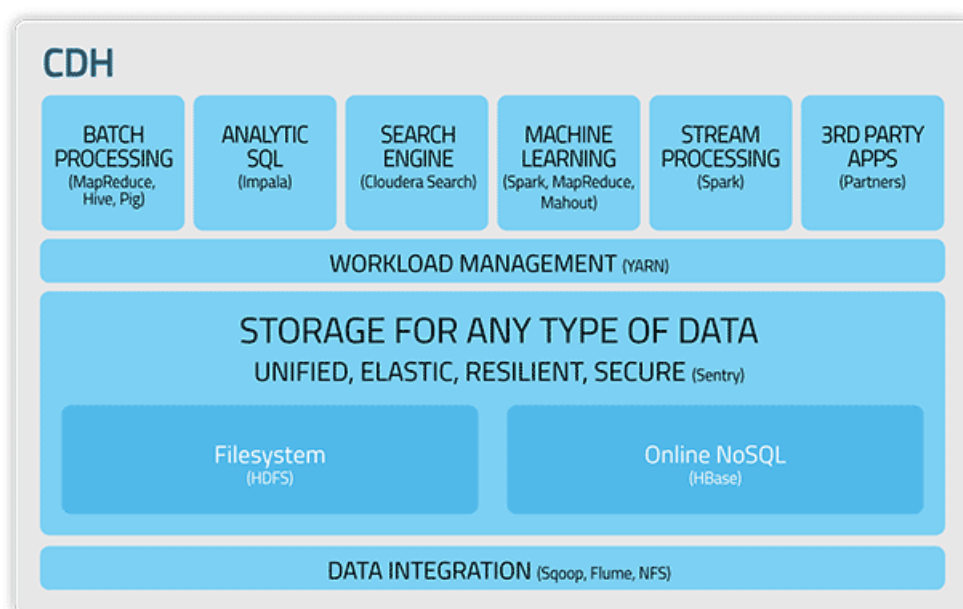 CDH
BATCH
PROCESSING
(MapReduce,
Hive, Pig)
ANALYTIC
SQL
(Impala)
SEARCH
ENGINE
(Cloudera Search)
MACHINE
LEARNING
(Spark, MapReduce,
Mahout)
STREAM
PROCESSING
(Spark)
3RD PARTY
APPS
(Partners)
WORKLOAD MANAGEMENT (YARN)
STORAGE FOR ANY TYPE OF DATA
UNIFIED, ELASTIC, RESILIENT, SECURE (Sentry)
Filesystem
(HDFS)
Online NoSQL
(HBase)
DATA INTEGRATION (Sqoop, Flume, NFS)